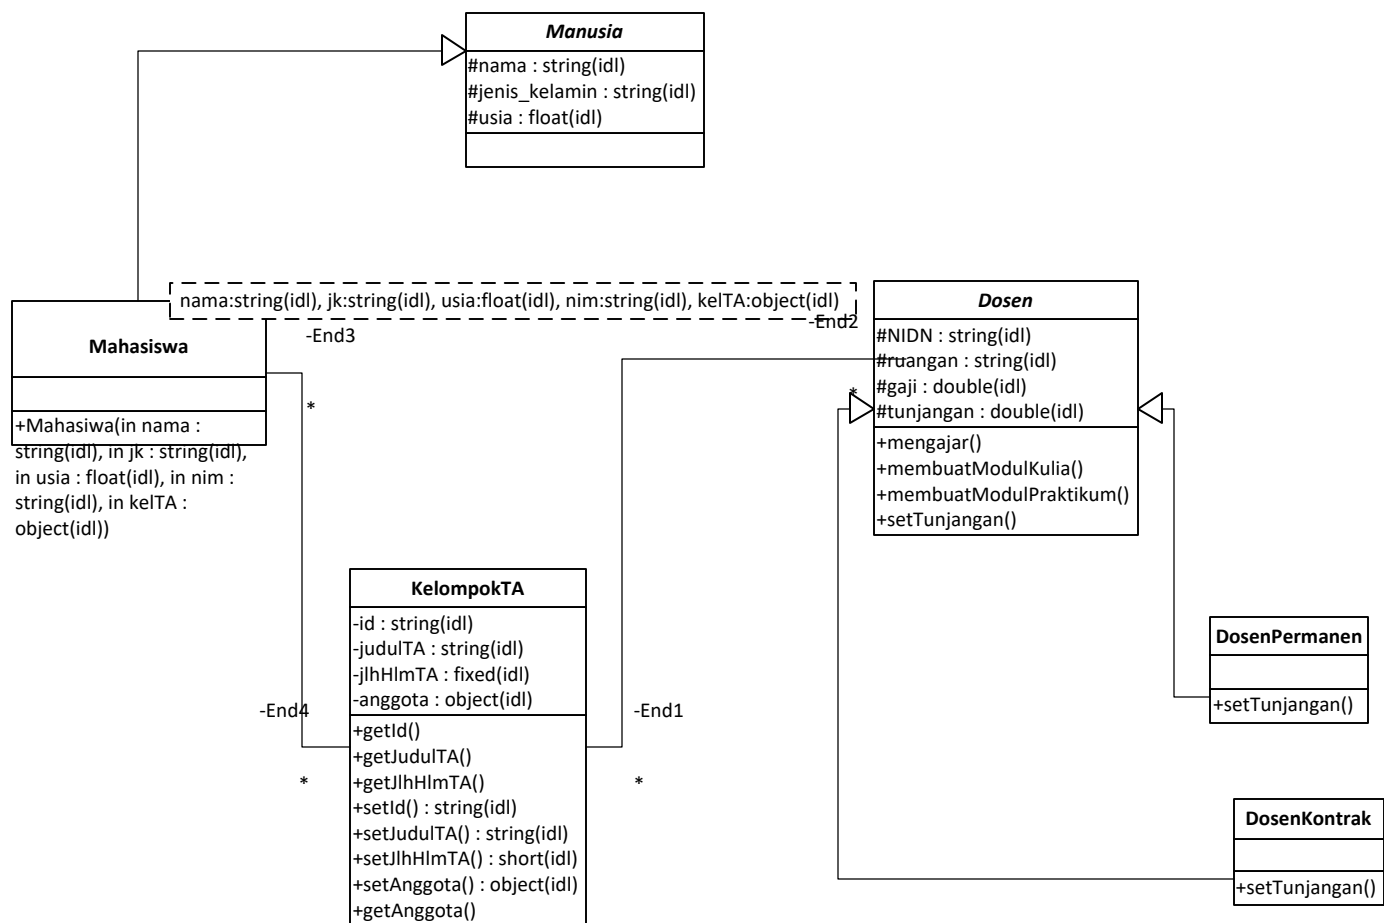 Manusia
#nama : string(idl)
#jenis_kelamin : string(idl)
#usia : float(idl)
nama:string(idl), jk:string(idl), usia:float(idl), nim:string(idl), kelTA:object(idl)
Mahasiswa
+Mahasiwa(in nama :
string(idl), in jk : string(idl),
in usia : float(idl), in nim :
string(idl), in kelTA :
object(idl))
-End3
*
-End2
*
Dosen
#NIDN : string(idl)
#ruangan : string(idl)
#gaji : double(idl)
#tunjangan : double(idl)
+mengajar()
+membuatModulKulia()
+membuatModulPraktikum()
+setTunjangan()
KelompokTA
-id : string(idl)
-judulTA : string(idl)
-jlhHlmTA : fixed(idl)
-anggota : object(idl)
+getId()
+getJudulTA()
+getJlhHlmTA()
+setId() : string(idl)
+setJudulTA() : string(idl)
+setJlhHlmTA() : short(idl)
+setAnggota() : object(idl)
+getAnggota()
-End4
*
-End1
*
DosenPermanen
+setTunjangan()
DosenKontrak
+setTunjangan()